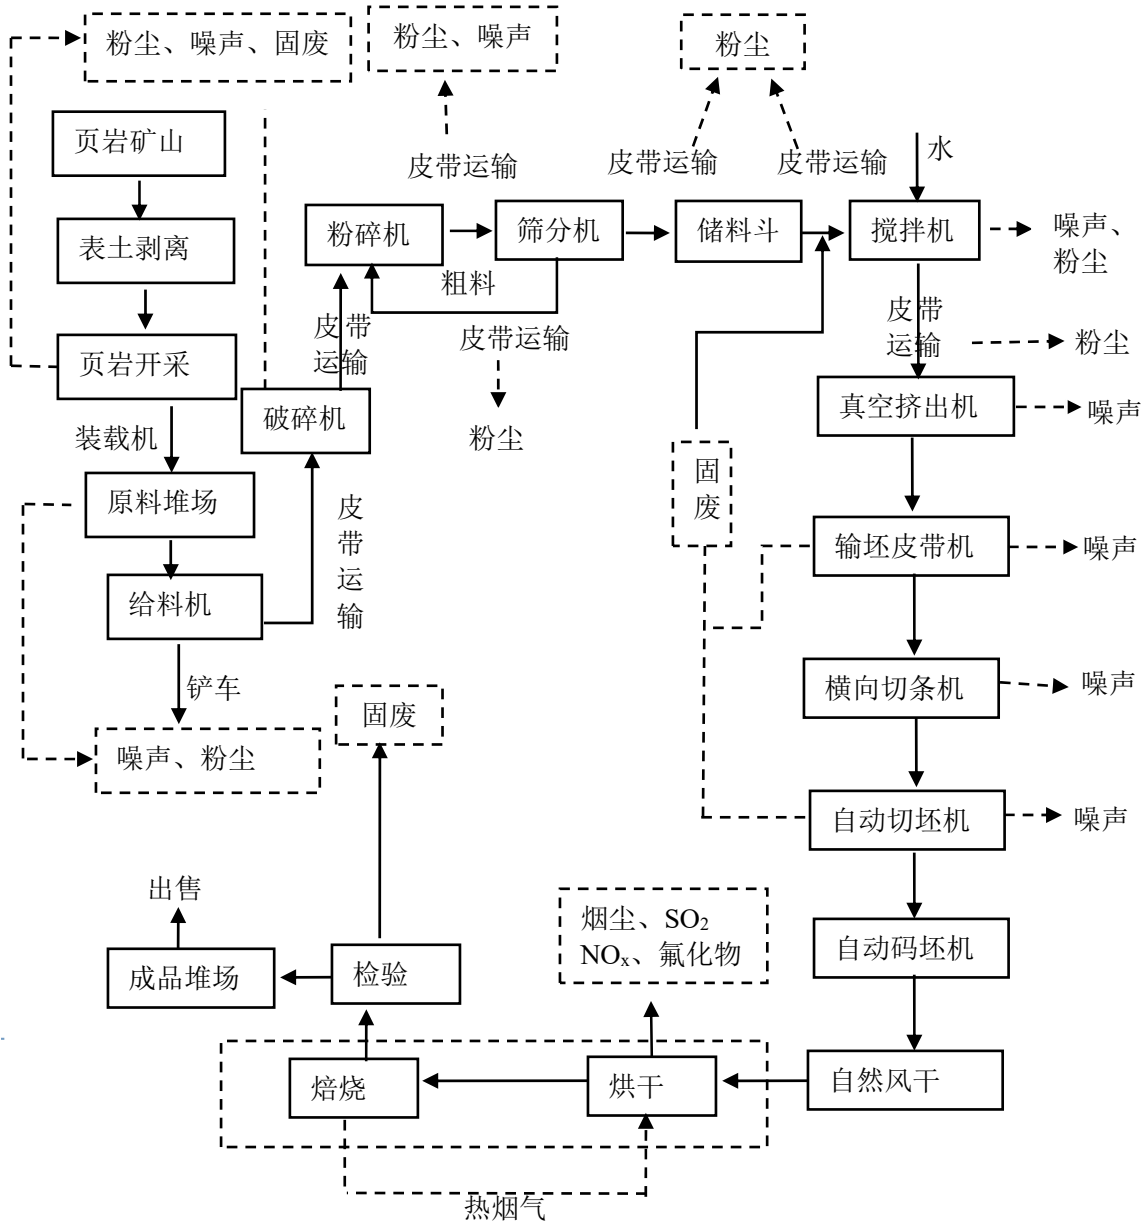 粉尘、噪声、固废
粉尘、噪声
粉尘
页岩矿山
皮带运输
皮带运输
皮带运输
水
表土剥离
粉碎机
筛分机
储料斗
搅拌机
噪声、
粉尘
粗料
皮带
运输
皮带运输
皮带
运输
粉尘
页岩开采
破碎机
粉尘
真空挤出机
噪声
装载机
原料堆场
皮
带
运
输
固
废
输坯皮带机
噪声
给料机
铲车
噪声、粉尘
固废
横向切条机
噪声
自动切坯机
噪声
出售
烟尘、SO₂
NOₓ、氟化物
自动码坯机
成品堆场
检验
焙烧
烘干
自然风干
热烟气